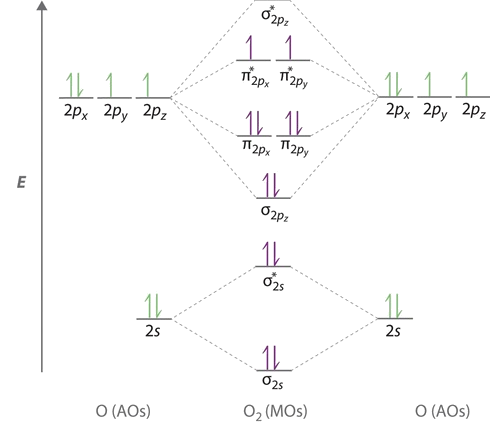 σ*2pz
π*2px π*2py
2px 2py 2pz 2px 2py 2pz
π2px π2py
E
σ2pz
σ*2s
2s 2s
σ2s
O (AOs) O2 (MOs) O (AOs)